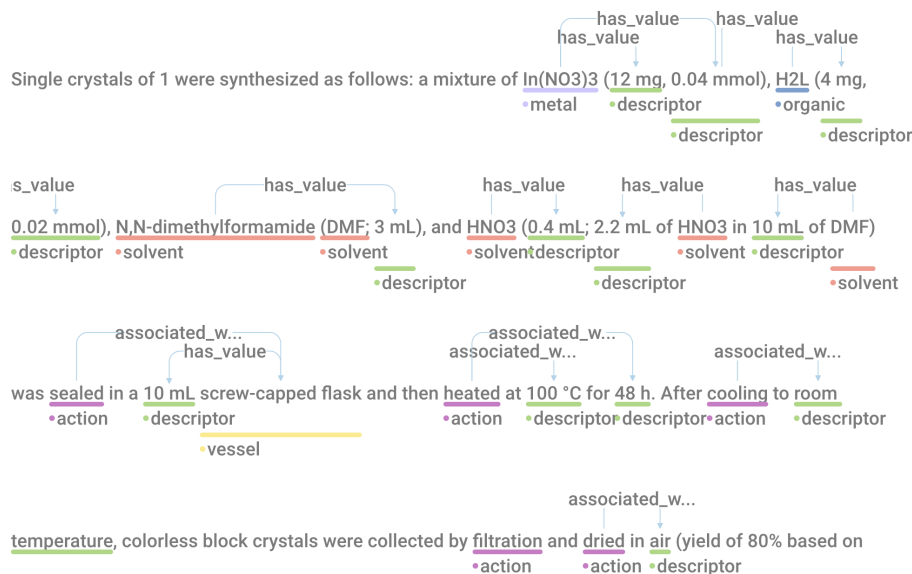 has_value has_value
has_value has_value
Single crystals of 1 were synthesized as follows: a mixture of In(NO3)3 (12 mg, 0.04 mmol), H2L (4 mg,
metal descriptor organic
descriptor descriptor
s_value has_value has_value has_value has_value
0.02 mmol), N,N-dimethylformamide (DMF; 3 mL), and HNO3 (0.4 mL; 2.2 mL of HNO3 in 10 mL of DMF)
descriptor solvent solvent solvent descriptor solvent descriptor
descriptor descriptor solvent
associated_w... associated_w...
has_value associated_w... associated_w...
was sealed in a 10 mL screw-capped flask and then heated at 100 °C for 48 h. After cooling to room
action descriptor action descriptor descriptor action descriptor
vessel
associated_w...
temperature, colorless block crystals were collected by filtration and dried in air (yield of 80% based on
action action descriptor